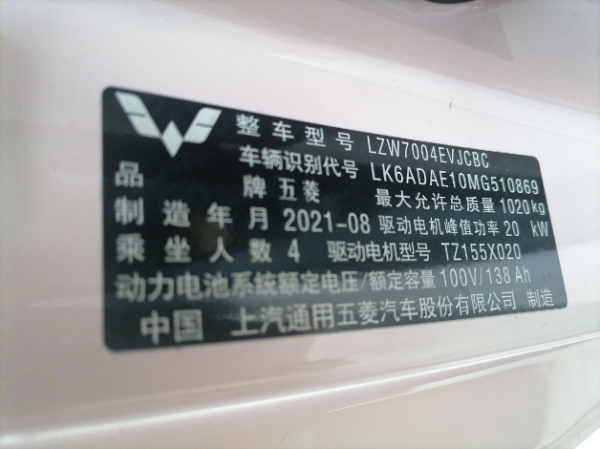 整车型号 LZW7004EVJCBC
车辆识别代号 LK6ADAE10MG510869
品牌 五菱 最大允许总质量 1020kg
制造年月 2021-08 驱动电机峰值功率 20 kW
乘坐人数 4 驱动电机型号 TZ155X020
动力电池系统额定电压/额定容量 100V/138 Ah
中国 上汽通用五菱汽车股份有限公司 制造